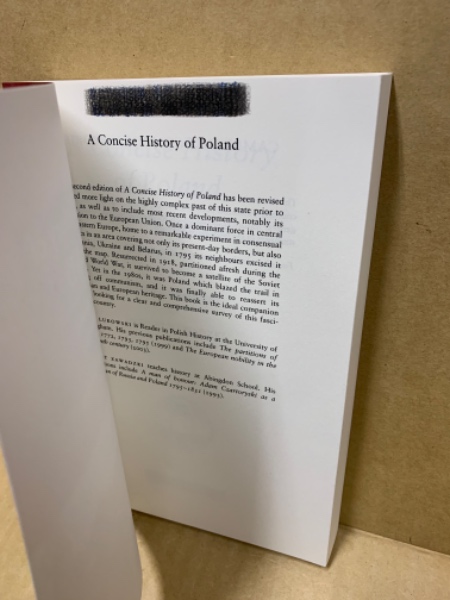 A Concise History of Poland
econd edition of A Concise History of Poland has been revised
d more light on the highly complex past of this state prior to
, as well as to include most recent developments, notably its
ion to the European Union. Once a dominant force in central
stern Europe, home to a remarkable experiment in consensual
s in an area covering not only its present-day borders, but also
nia, Ukraine and Belarus, in 1795 its neighbours excised it
the map. Resurrected in 1918, partitioned afresh during the
World War, it survived to become a satellite of the Soviet
Yet in the 1980s, it was Poland which blazed the trail in
off communism, and it was finally able to reassert its
an and European heritage. This book is the ideal companion
looking for a clear and comprehensive survey of this fasci-
country.
LUKOWSKI is Reader in Polish History at the University of
gham. His previous publications include The partitions of
1772, 1793, 1795 (1999) and The European nobility in the
nth century (2003).
T ZAWADZKI teaches history at Abingdon School. His
tions include A man of honour: Adam Czartoryski as a
n of Russia and Poland 1795–1831 (1993).